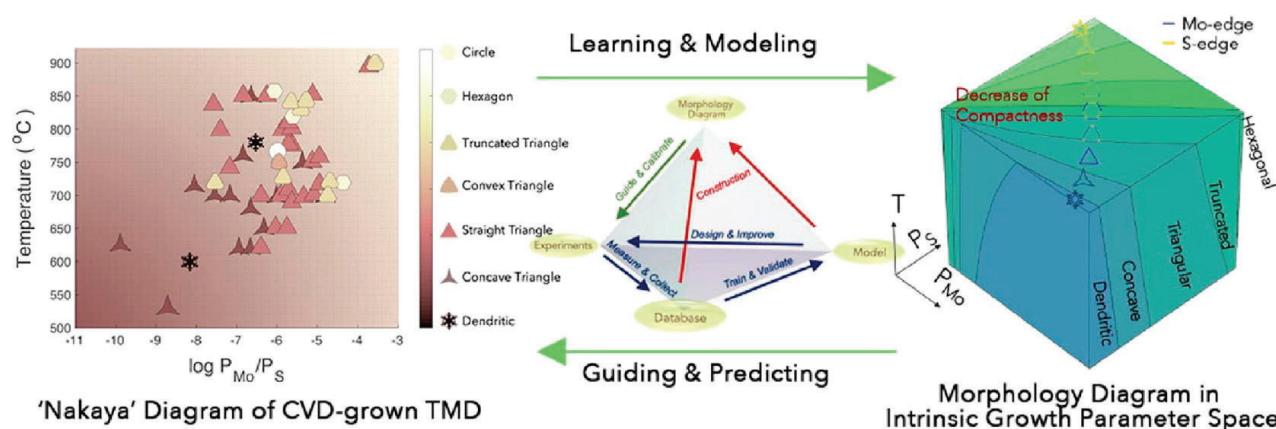 Temperature (°C)
900
850
800
750
700
650
600
550
500
-11 -10 -9 -8 -7 -6 -5 -4 -3
log P_Mo/P_S
Circle
Hexagon
Truncated Triangle
Convex Triangle
Straight Triangle
Concave Triangle
Dendritic
'Nakaya' Diagram of CVD-grown TMD
Learning & Modeling
Morphology
Diagram
Guide & Calibrate
Construction
Experiments
Design & Improve
Model
Measure & Collect
Train & Validate
Database
Guiding & Predicting
Mo-edge
S-edge
Decrease of
Compactness
Hexagonal
Truncated
Triangular
Concave
Dendritic
T
P_S
P_Mo
Morphology Diagram in
Intrinsic Growth Parameter Space